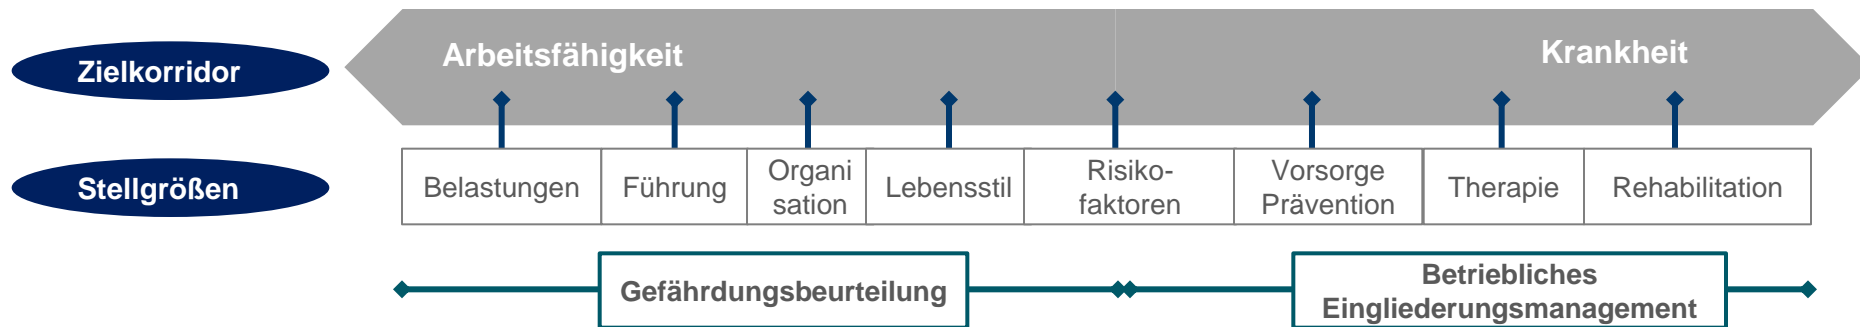 Zielkorridor
Arbeitsfähigkeit
Krankheit
Stellgrößen
Belastungen
Führung
Organi
sation
Lebensstil
Risiko-
faktoren
Vorsorge
Prävention
Therapie
Rehabilitation
Gefährdungsbeurteilung
Betriebliches
Eingliederungsmanagement